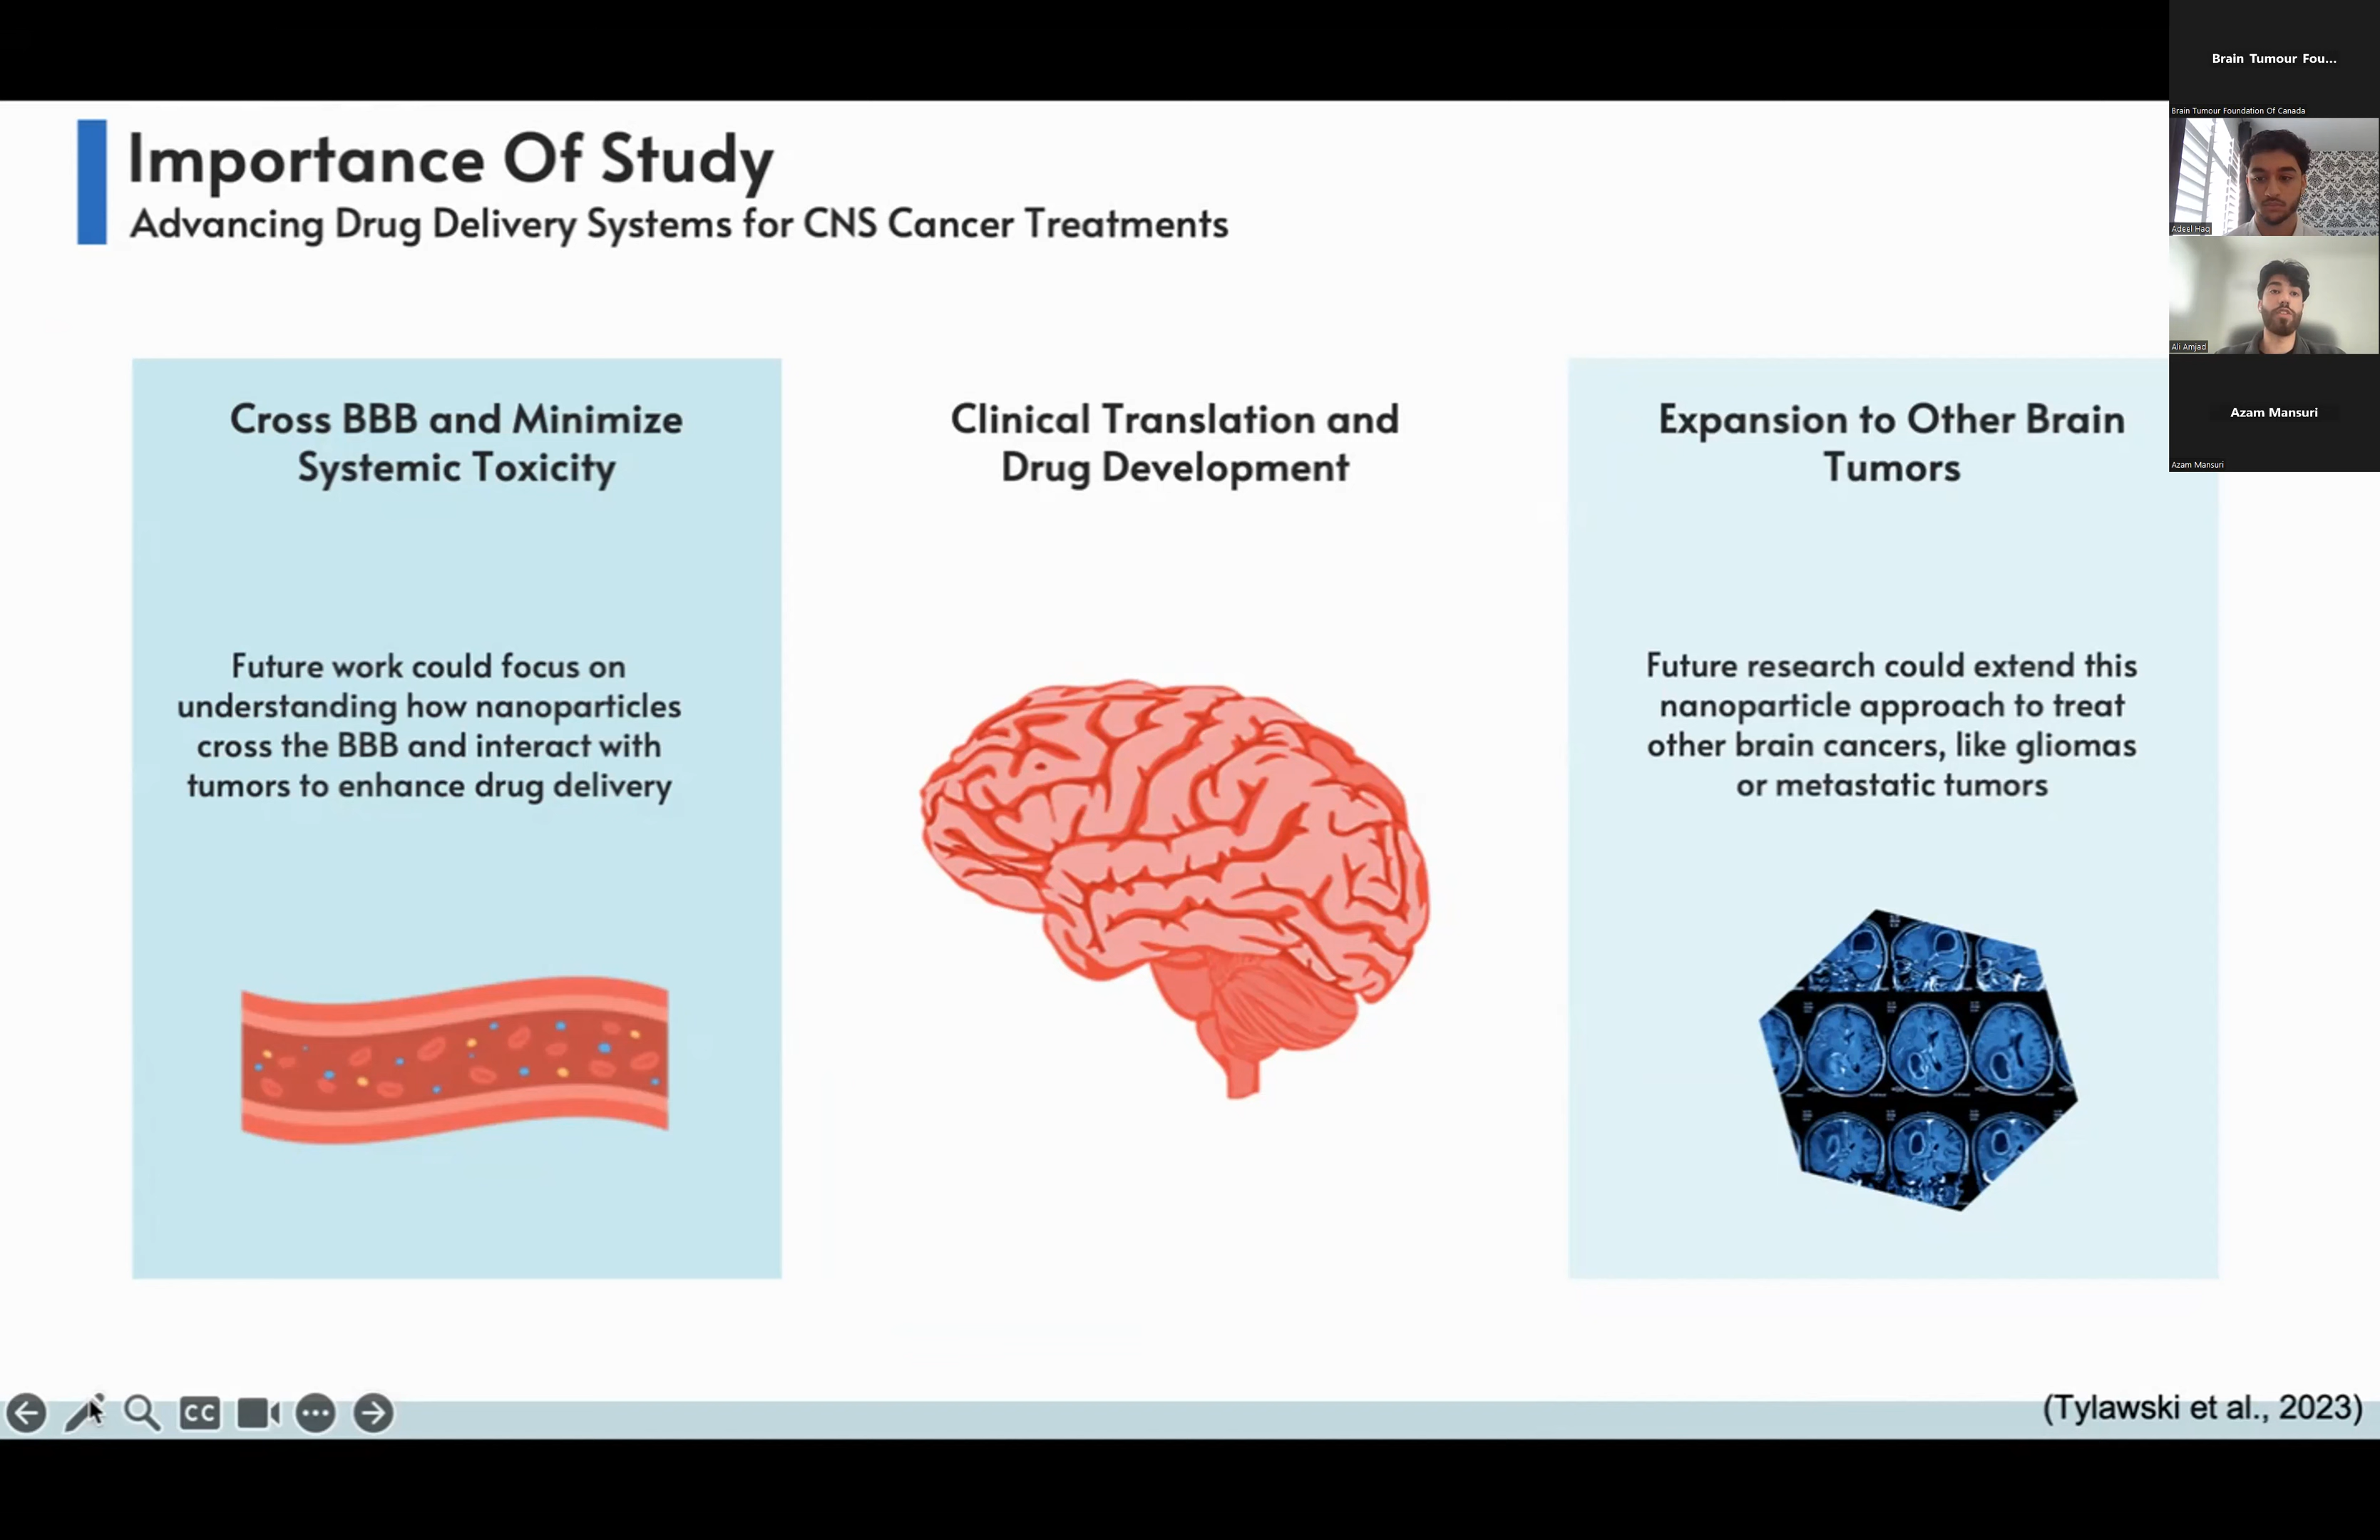 Importance Of Study
Advancing Drug Delivery Systems for CNS Cancer Treatments
Cross BBB and Minimize
Systemic Toxicity
Future work could focus on
understanding how nanoparticles
cross the BBB and interact with
tumors to enhance drug delivery
Clinical Translation and
Drug Development
Expansion to Other Brain
Tumors
Future research could extend this
nanoparticle approach to treat
other brain cancers, like gliomas
or metastatic tumors
CC
(Tylawski et al., 2023)
Brain Tumour Fou...
Brain Tumour Foundation Of Canada
Adeel Haq
Ali Amjad
Azam Mansuri
Azam Mansuri